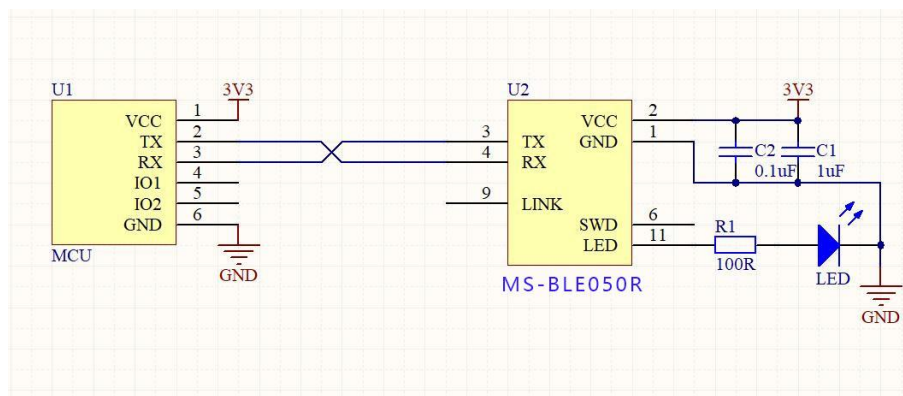 U1
3V3
VCC 1
TX 2
RX 3
IO1 4
IO2 5
GND 6
MCU
GND
U2
3 TX
4 RX
9 LINK
VCC 2
GND 1
SWD 6
LED 11
MS-BLE050R
3V3
C2
0.1uF
C1
1uF
R1
100R
LED
GND